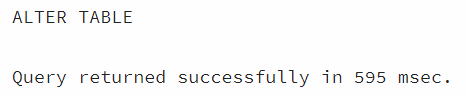 ALTER TABLE
Query returned successfully in 595 msec.